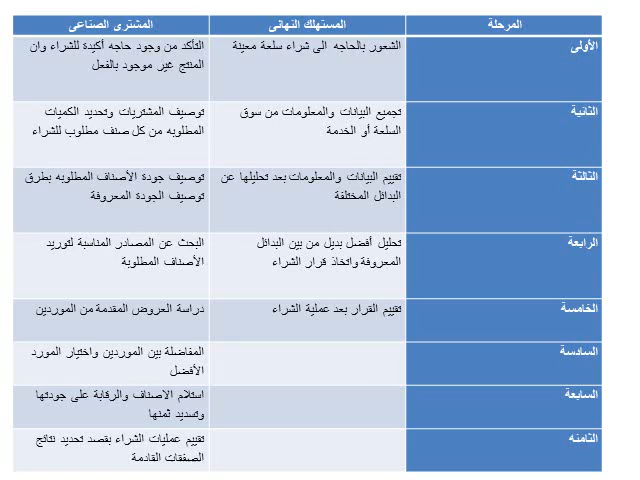 المرحلة
المستهلك النهائى
المشترى الصناعى
الأولى
الشعور بالحاجه الى شراء سلعة معينة
التأكد من وجود حاجه أكيدة للشراء وان
المنتج غير موجود بالفعل
الثانية
تجميع البيانات والمعلومات من سوق
السلعة أو الخدمة
توصيف المشتريات وتحديد الكميات
المطلوبه من كل صنف مطلوب للشراء
الثالثة
تقييم البيانات والمعلومات بعد تحليلها عن
البدائل المختلفة
توصيف جودة الأصناف المطلوبه بطرق
توصيف الجودة المعروفة
الرابعة
تحليل أفضل بديل من بين البدائل
المعروفة واتخاذ قرار الشراء
البحث عن المصادر المناسبة لتوريد
الأصناف المطلوبة
الخامسة
تقييم القرار بعد عملية الشراء
دراسة العروض المقدمة من الموردين
السادسة
المفاضلة بين الموردين واختيار المورد
الأفضل
السابعة
استلام الاصناف والرقابة على جودتها
وتسديد ثمنها
الثامنه
تقييم عمليات الشراء بقصد تحديد نتائج
الصفقات القادمة